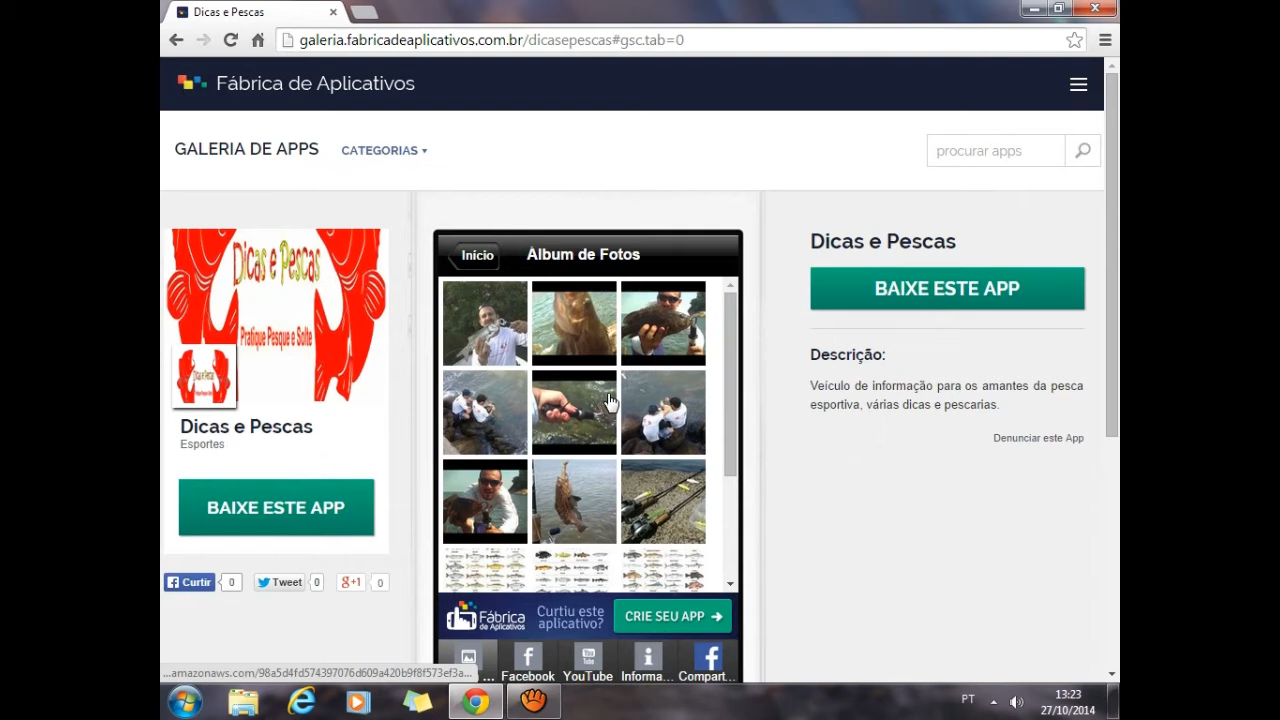 Dicas e Pescas
galeria.fabricadeaplicativos.com.br/dicasepescas#gsc.tab=0
Fábrica de Aplicativos
GALERIA DE APPS
CATEGORIAS
procurar apps
Dicas e Pescas
Pratique Pesque e Solte
Dicas e Pescas
Esportes
BAIXE ESTE APP
Curtir 0 Tweet 0 g+1 0
Início
Álbum de Fotos
Fábrica de Aplicativos
Curtiu este
aplicativo?
CRIE SEU APP
... Facebook YouTube Informa... Compart...
Dicas e Pescas
BAIXE ESTE APP
Descrição:
Veículo de informação para os amantes da pesca
esportiva, várias dicas e pescarias.
Denunciar este App
...amazonaws.com/98a5d4fd574397076d609a420b9f8f573ef3a...
PT
13:23
27/10/2014